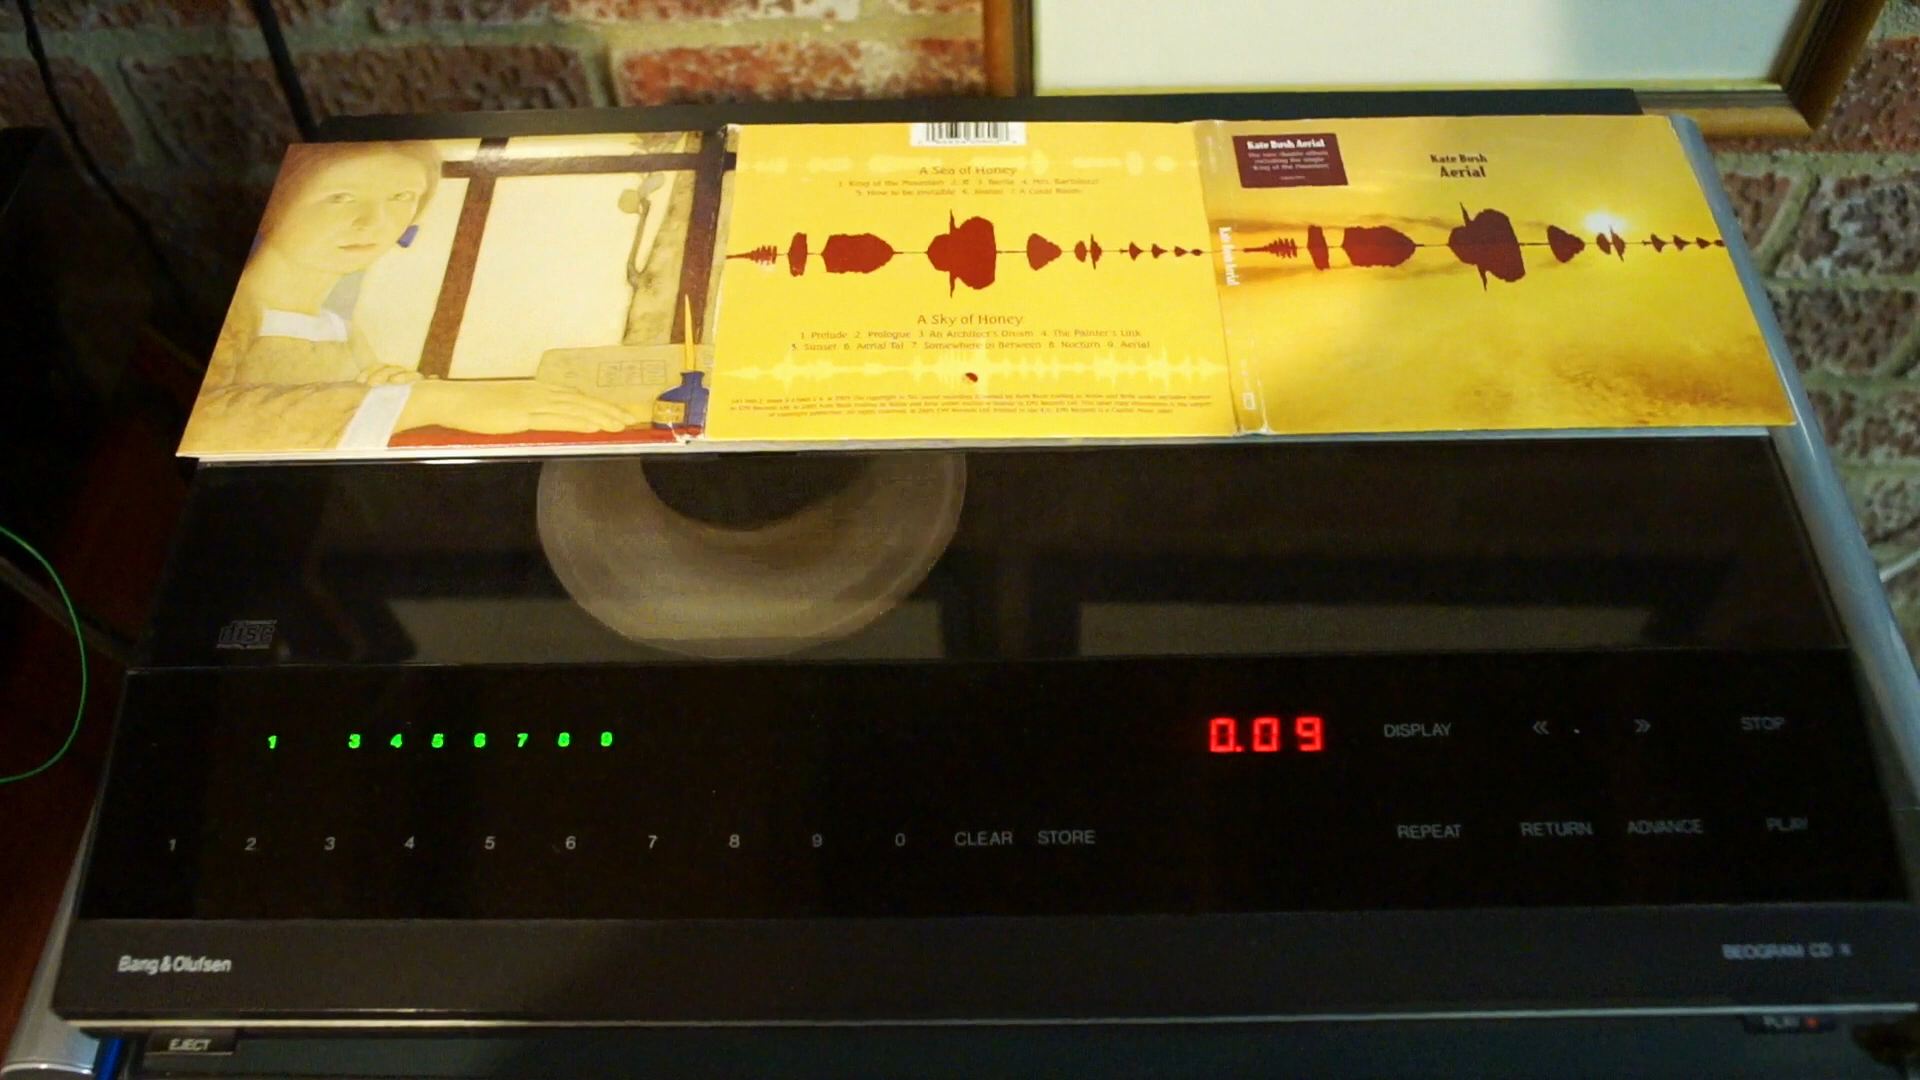 Kate Bush Aerial
Kate Bush
Aerial
Kate Bush Aerial
A Sea of Honey
1. King of the Mountain 2. π 3. Bertie 4. Mrs. Bartolozzi
5. How to be invisible 6. Joanni 7. A Coral Room
A Sky of Honey
1. Prelude 2. Prologue 3. An Architect's Dream 4. The Painter's Link
5. Sunset 6. Aerial Tal 7. Somewhere in Between 8. Nocturn 9. Aerial
disc
1 3 4 5 6 7 8 9
0.09
DISPLAY « . » STOP
1 2 3 4 5 6 7 8 9 0 CLEAR STORE
REPEAT RETURN ADVANCE PLAY
Bang & Olufsen
BEOGRAM CD X
EJECT
PLAY